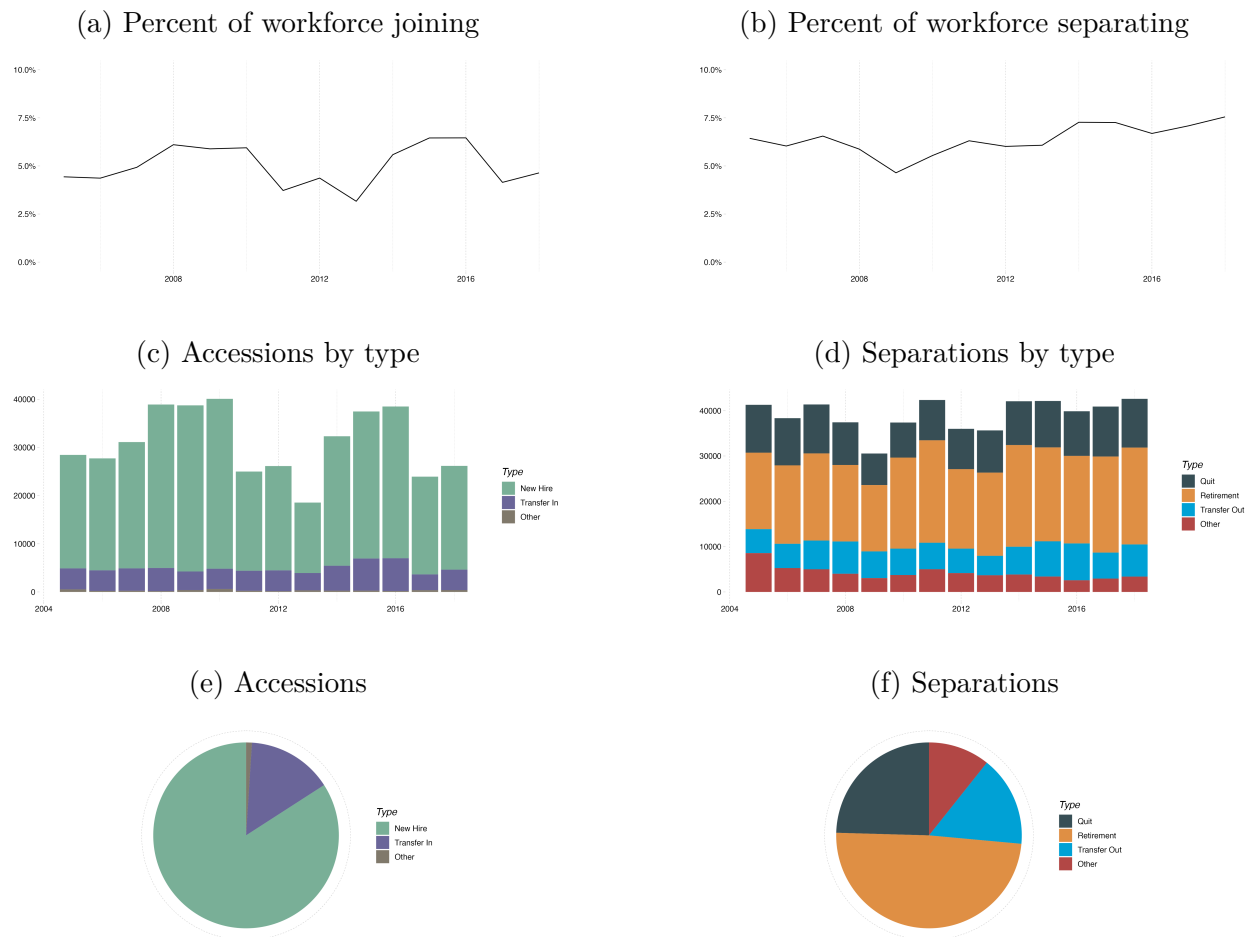 (a) Percent of workforce joining
10.0%
7.5%
5.0%
2.5%
0.0%
2008 2012 2016
(b) Percent of workforce separating
10.0%
7.5%
5.0%
2.5%
0.0%
2008 2012 2016
(c) Accessions by type
40000
30000
20000
10000
0
2004 2008 2012 2016
Type
New Hire
Transfer In
Other
(d) Separations by type
40000
30000
20000
10000
0
2004 2008 2012 2016
Type
Quit
Retirement
Transfer Out
Other
(e) Accessions
Type
New Hire
Transfer In
Other
(f) Separations
Type
Quit
Retirement
Transfer Out
Other